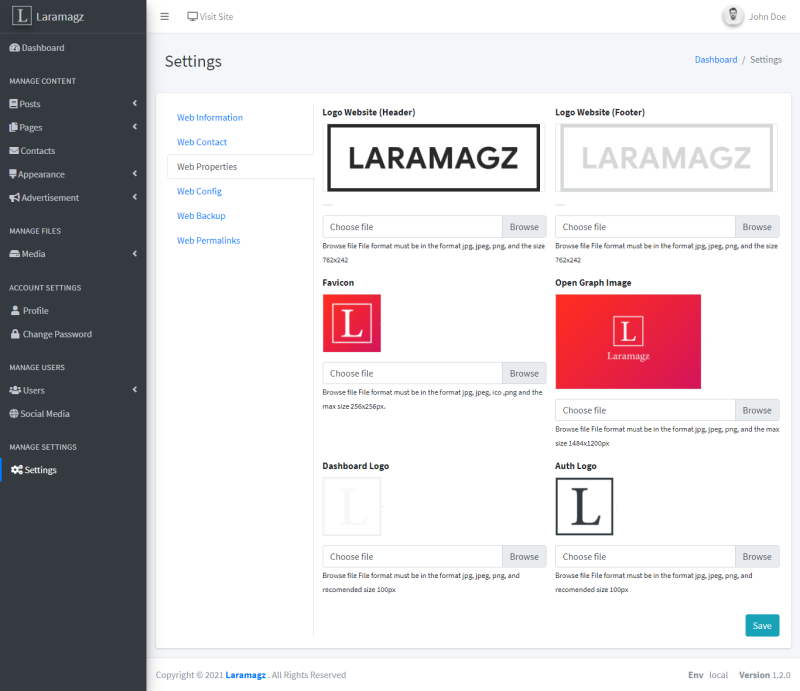 L Laramagz
Visit Site
John Doe
Dashboard
MANAGE CONTENT
Posts
Pages
Contacts
Appearance
Advertisement
MANAGE FILES
Media
ACCOUNT SETTINGS
Profile
Change Password
MANAGE USERS
Users
Social Media
MANAGE SETTINGS
Settings
Settings
Dashboard / Settings
Web Information
Web Contact
Web Properties
Web Config
Web Backup
Web Permalinks
Logo Website (Header)
LARAMAGZ
Choose file Browse
Browse file File format must be in the format jpg, jpeg, png, and the size
762x242
Logo Website (Footer)
LARAMAGZ
Choose file Browse
Browse file File format must be in the format jpg, jpeg, png, and the size
762x242
Favicon
L
Choose file Browse
Browse file File format must be in the format jpg, jpeg, ico ,png and the
max size 256x256px.
Open Graph Image
L
Laramagz
Choose file Browse
Browse file File format must be in the format jpg, jpeg, png, and the max
size 1484x1200px
Dashboard Logo
L
Choose file Browse
Browse file File format must be in the format jpg, jpeg, png, and
recomended size 100px
Auth Logo
L
Choose file Browse
Browse file File format must be in the format jpg, jpeg, png, and
recomended size 100px
Save
Copyright © 2021 Laramagz . All Rights Reserved
Env local Version 1.2.0